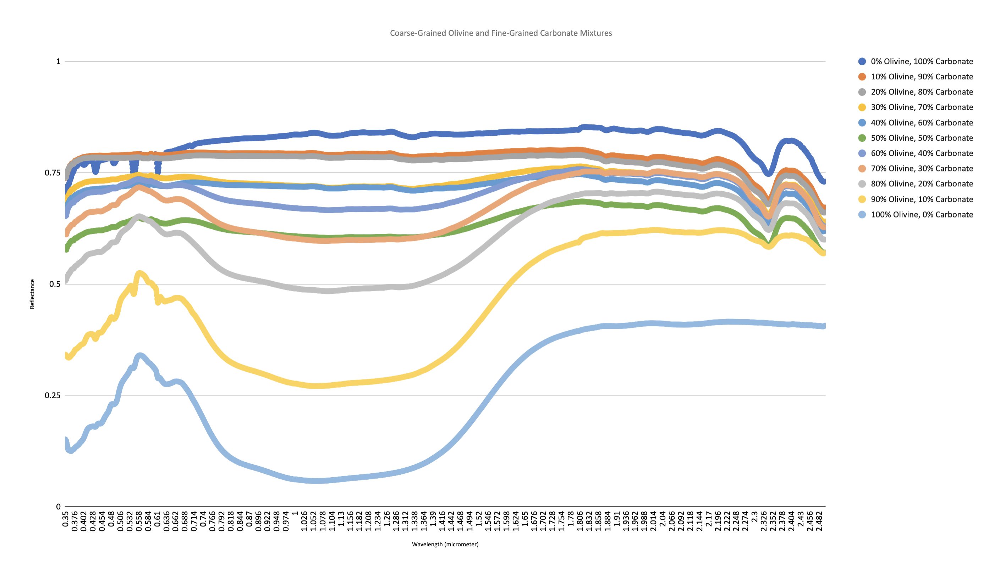 Coarse-Grained Olivine and Fine-Grained Carbonate Mixtures
1
0.75
0.5
0.25
0
Reflectance
0.35 0.376 0.402 0.428 0.454 0.48 0.506 0.532 0.558 0.584 0.61 0.636 0.662 0.688 0.714 0.74 0.766 0.792 0.818 0.844 0.87 0.896 0.922 0.948 0.974 1 1.026 1.052 1.078 1.104 1.13 1.156 1.182 1.208 1.234 1.26 1.286 1.312 1.338 1.364 1.39 1.416 1.442 1.468 1.494 1.52 1.546 1.572 1.598 1.624 1.65 1.676 1.702 1.728 1.754 1.78 1.806 1.832 1.858 1.884 1.91 1.936 1.962 1.988 2.014 2.04 2.066 2.092 2.118 2.144 2.17 2.196 2.222 2.248 2.274 2.3 2.326 2.352 2.378 2.404 2.43 2.456 2.482
Wavelength (micrometer)
0% Olivine, 100% Carbonate
10% Olivine, 90% Carbonate
20% Olivine, 80% Carbonate
30% Olivine, 70% Carbonate
40% Olivine, 60% Carbonate
50% Olivine, 50% Carbonate
60% Olivine, 40% Carbonate
70% Olivine, 30% Carbonate
80% Olivine, 20% Carbonate
90% Olivine, 10% Carbonate
100% Olivine, 0% Carbonate